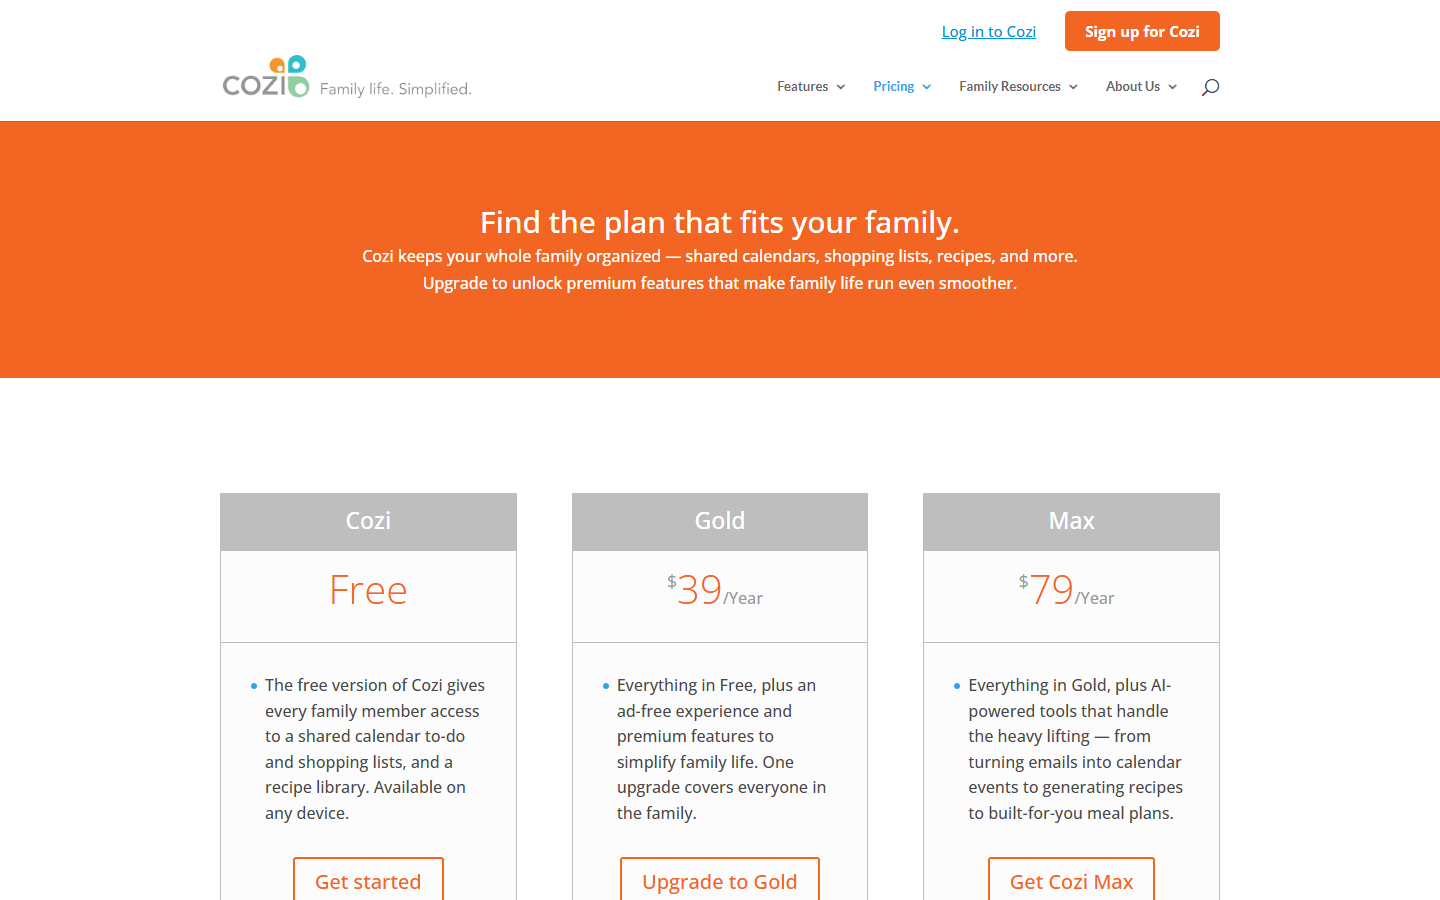 Log in to Cozi
Sign up for Cozi
COZI
Family life. Simplified.
Features
Pricing
Family Resources
About Us
Find the plan that fits your family.
Cozi keeps your whole family organized — shared calendars, shopping lists, recipes, and more.
Upgrade to unlock premium features that make family life run even smoother.
Cozi
Free
The free version of Cozi gives
every family member access
to a shared calendar to-do
and shopping lists, and a
recipe library. Available on
any device.
Get started
Gold
$39/Year
Everything in Free, plus an
ad-free experience and
premium features to
simplify family life. One
upgrade covers everyone in
the family.
Upgrade to Gold
Max
$79/Year
Everything in Gold, plus AI-
powered tools that handle
the heavy lifting — from
turning emails into calendar
events to generating recipes
to built-for-you meal plans.
Get Cozi Max